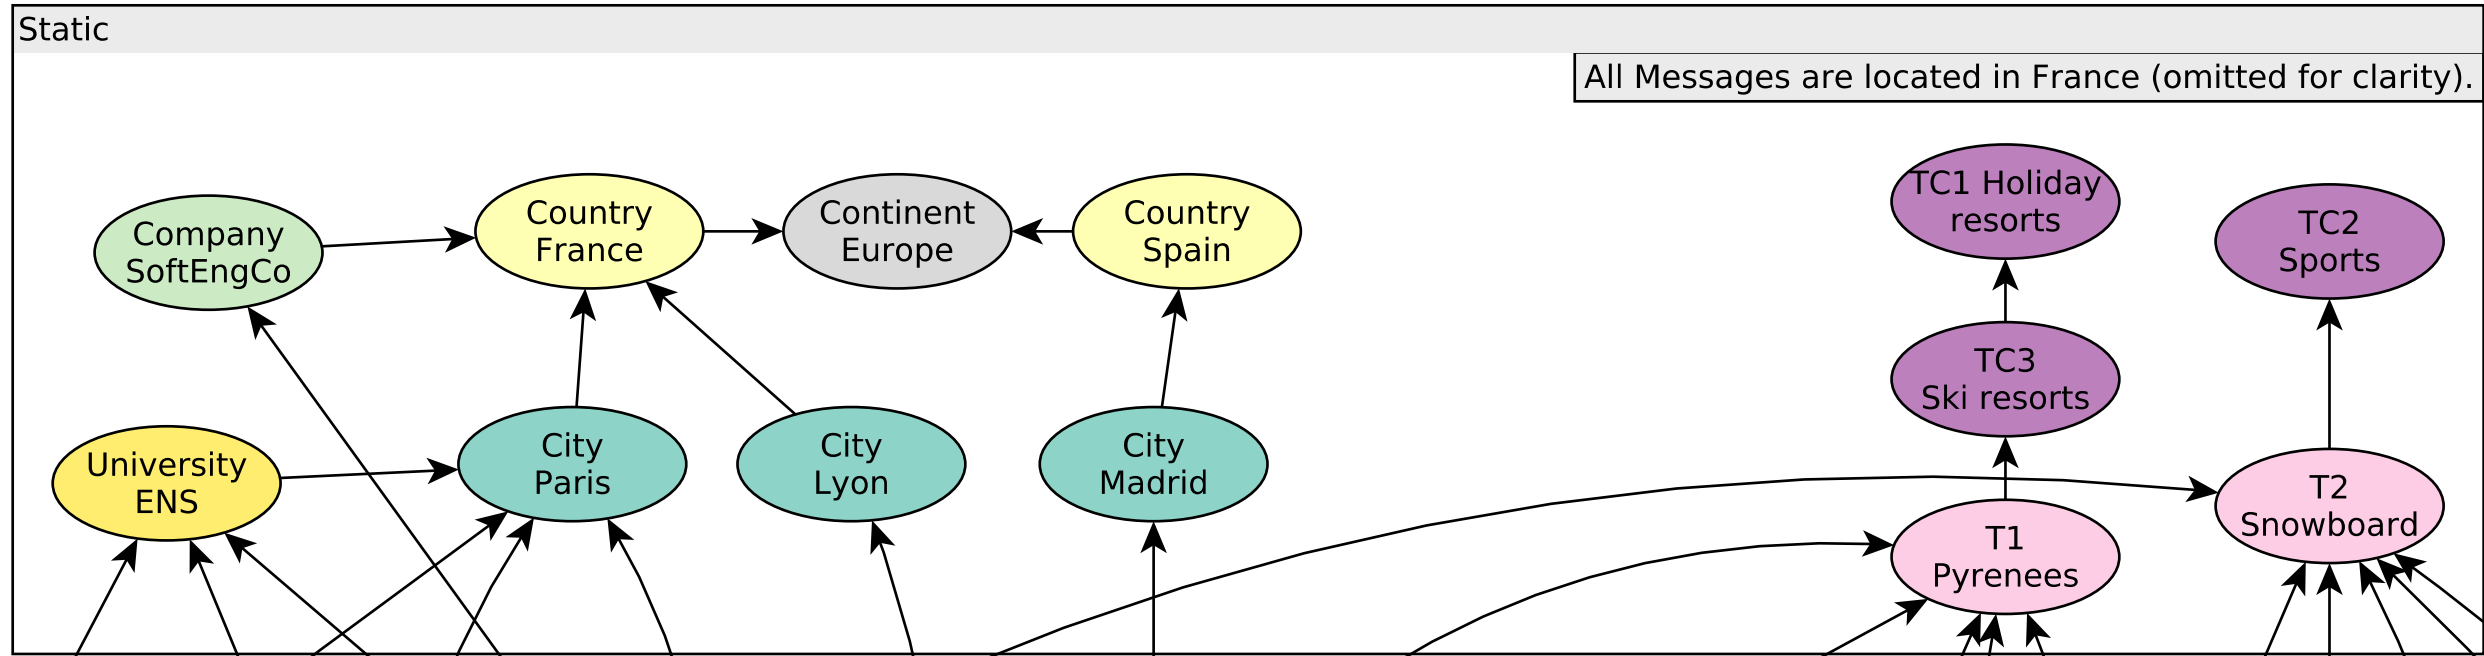 Static
All Messages are located in France (omitted for clarity).
Company
SoftEngCo
Country
France
Continent
Europe
Country
Spain
TC1 Holiday
resorts
TC2
Sports
TC3
Ski resorts
University
ENS
City
Paris
City
Lyon
City
Madrid
T1
Pyrenees
T2
Snowboard